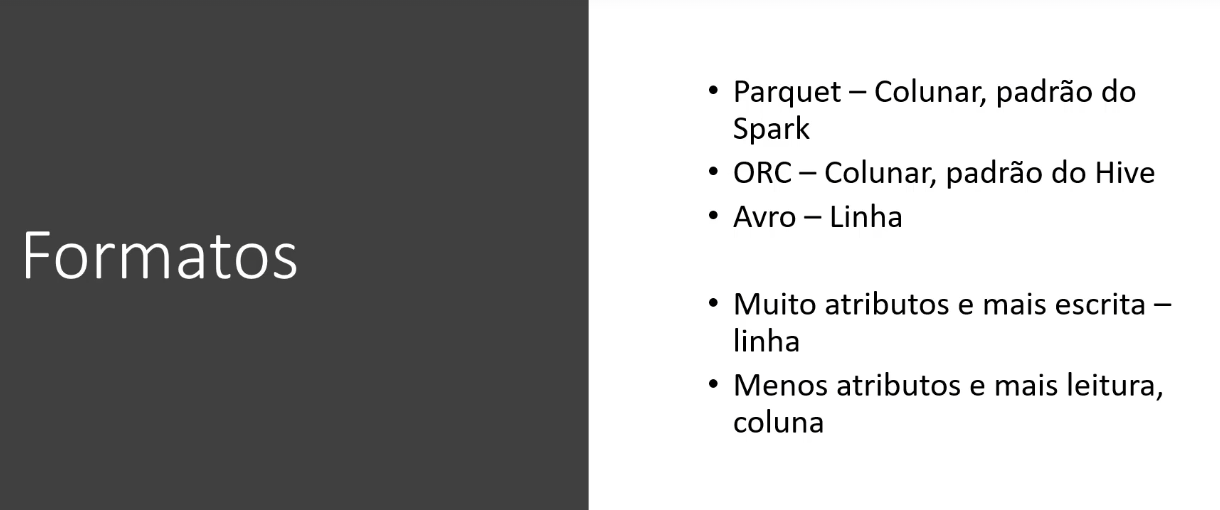 Formatos
• Parquet – Colunar, padrão do
Spark
• ORC – Colunar, padrão do Hive
• Avro – Linha
• Muito atributos e mais escrita –
linha
• Menos atributos e mais leitura,
coluna